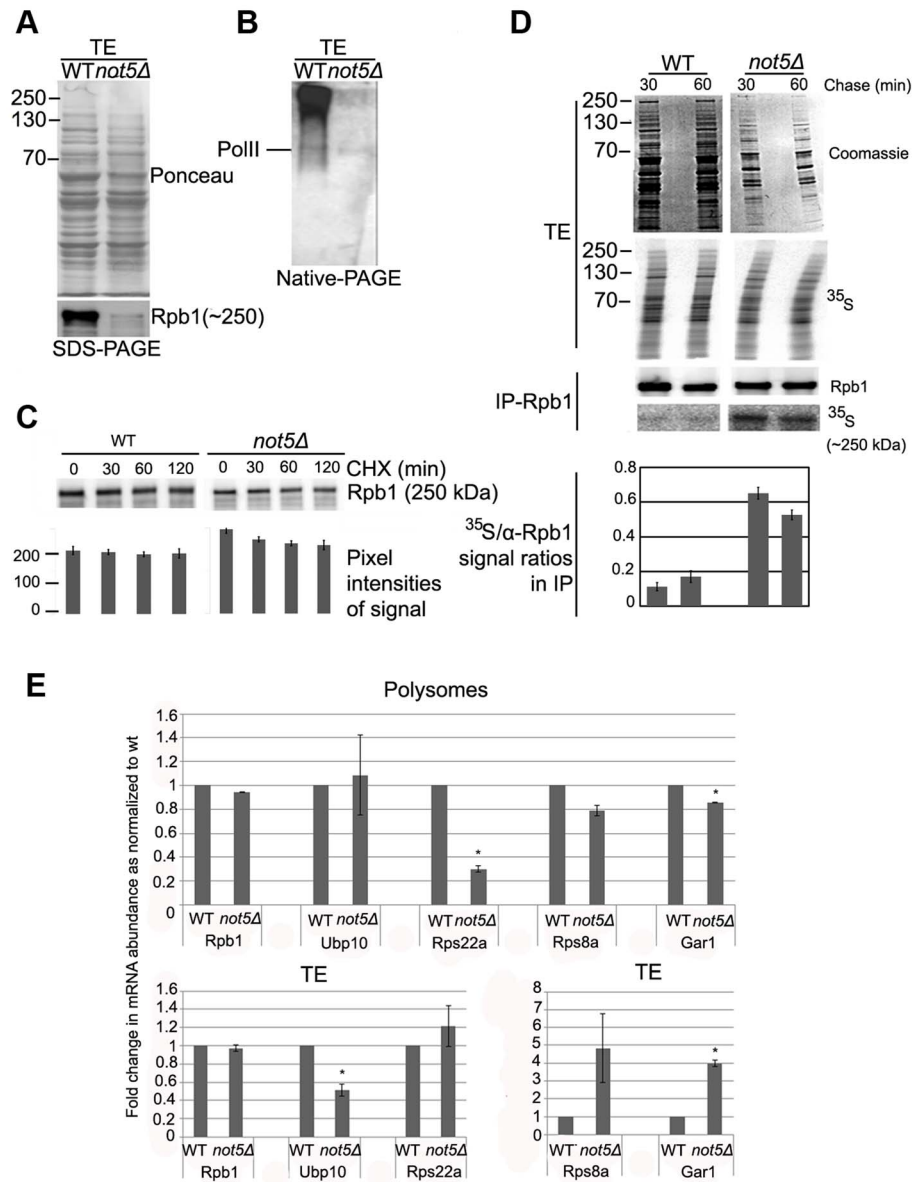 A
TE
WT not5Δ
250
130
70
Ponceau
Rpb1(~250)
SDS-PAGE
B
TE
WT not5Δ
PolII
Native-PAGE
C
WT not5Δ
0 30 60 120 0 30 60 120 CHX (min)
Rpb1 (250 kDa)
200
100
0
Pixel
intensities
of signal
D
WT not5Δ
30 60 30 60 Chase (min)
250
130
70
Coomassie
TE
250
130
70
35S
IP-Rpb1
Rpb1
35S
(~250 kDa)
35S/α-Rpb1
signal ratios
in IP
0.8
0.6
0.4
0.2
0
E
Polysomes
Fold change in mRNA abundance as normalized to wt
1.6
1.4
1.2
1
0.8
0.6
0.4
0.2
0
* *
WT not5Δ WT not5Δ WT not5Δ WT not5Δ WT not5Δ
Rpb1 Ubp10 Rps22a Rps8a Gar1
TE
1.6
1.4
1.2
1
0.8
0.6
0.4
0.2
0
*
WT not5Δ WT not5Δ WT not5Δ
Rpb1 Ubp10 Rps22a
TE
8
7
6
5
4
3
2
1
0
*
WT not5Δ WT not5Δ
Rps8a Gar1